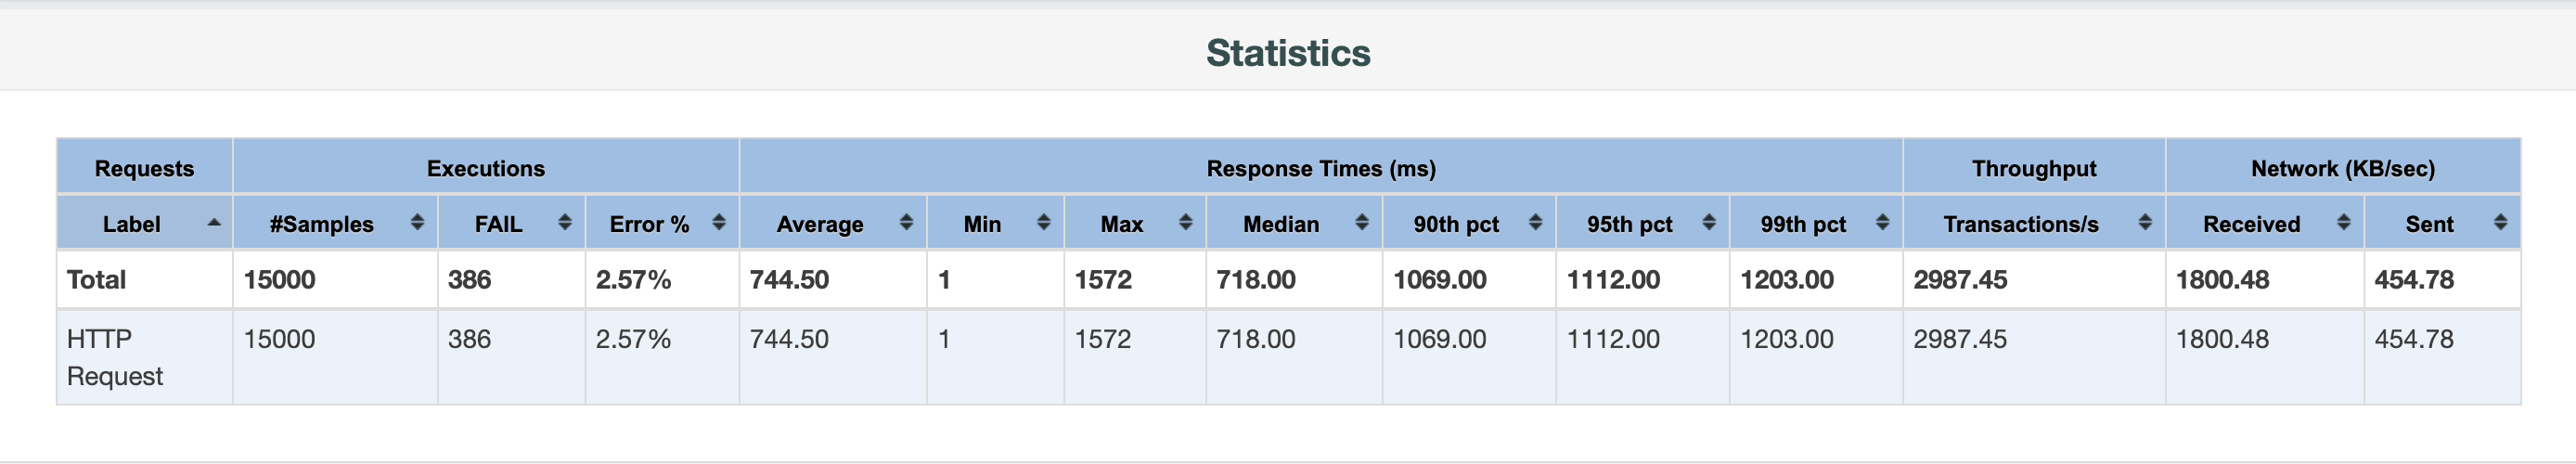 Statistics
Requests Executions Response Times (ms) Throughput Network (KB/sec)
Label #Samples FAIL Error % Average Min Max Median 90th pct 95th pct 99th pct Transactions/s Received Sent
Total 15000 386 2.57% 744.50 1 1572 718.00 1069.00 1112.00 1203.00 2987.45 1800.48 454.78
HTTP 15000 386 2.57% 744.50 1 1572 718.00 1069.00 1112.00 1203.00 2987.45 1800.48 454.78
Request